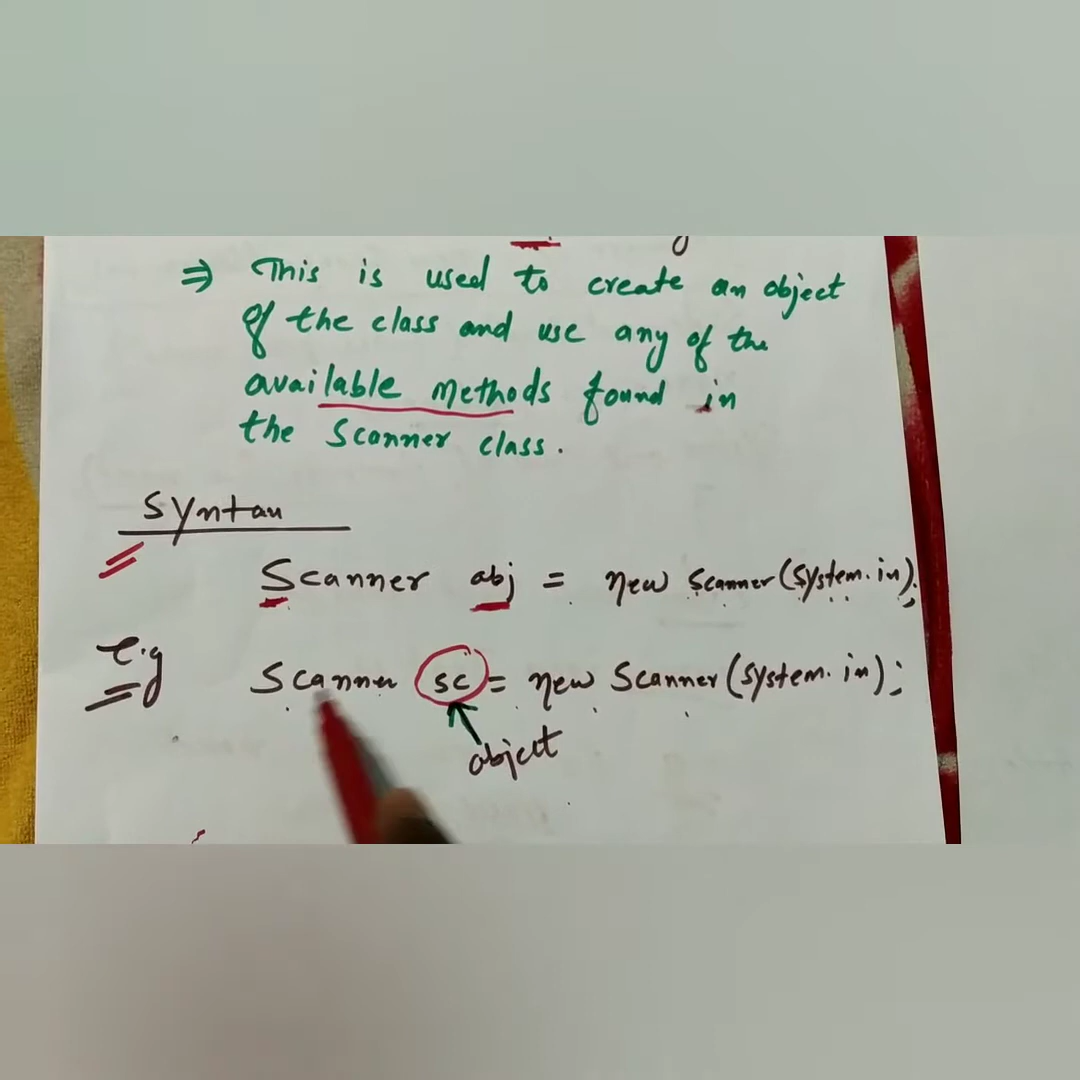 ⇒ This is used to create an object
of the class and use any of the
available methods found in
the Scanner class.
Syntax
Scanner obj = new Scanner(System.in);
e.g Scanner sc = new Scanner(System.in);
object